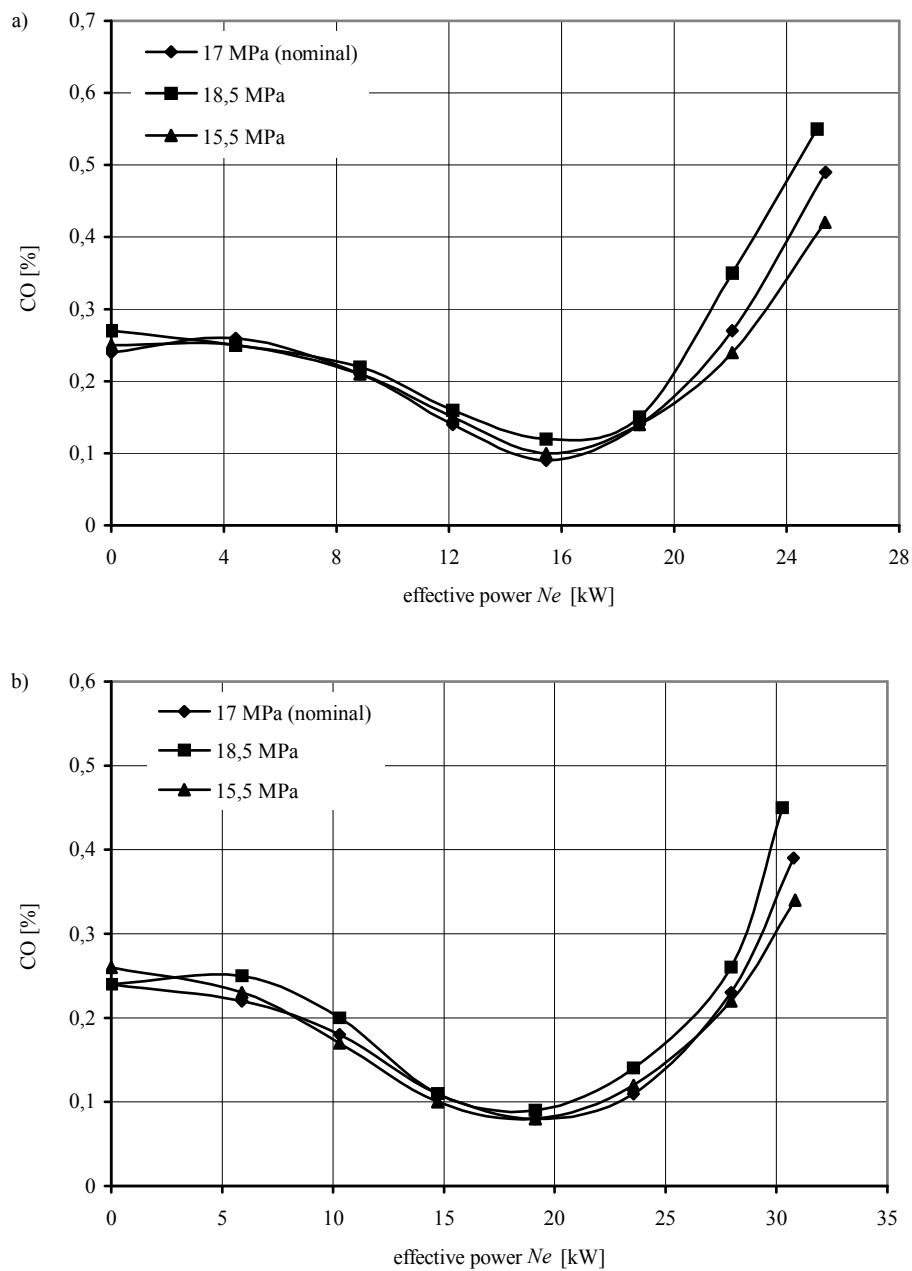 a)
0,7
17 MPa (nominal)
0,6
18,5 MPa
15,5 MPa
0,5
0,4
CO [%]
0,3
0,2
0,1
0
0 4 8 12 16 20 24 28
effective power Ne [kW]
b)
0,6
17 MPa (nominal)
18,5 MPa
0,5
15,5 MPa
0,4
CO [%]
0,3
0,2
0,1
0
0 5 10 15 20 25 30 35
effective power Ne [kW]